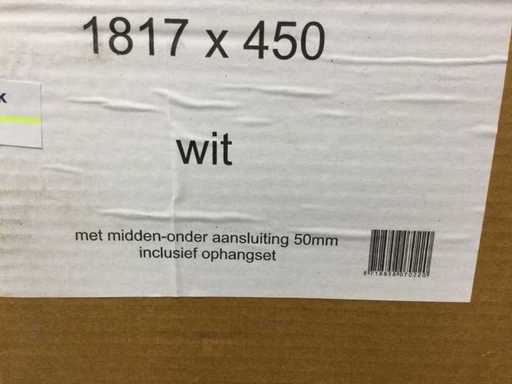 1817 x 450
k
wit
met midden-onder aansluiting 50mm
inclusief ophangset